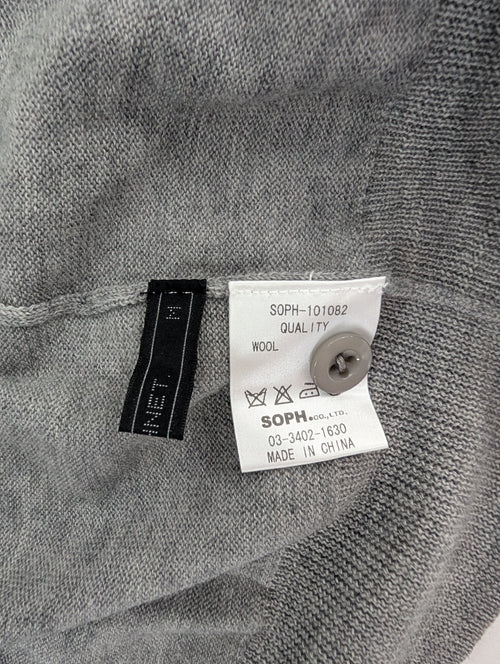 M
NET.
SOPH-101082
QUALITY
WOOL
SOPH.CO.,LTD.
03-3402-1630
MADE IN CHINA